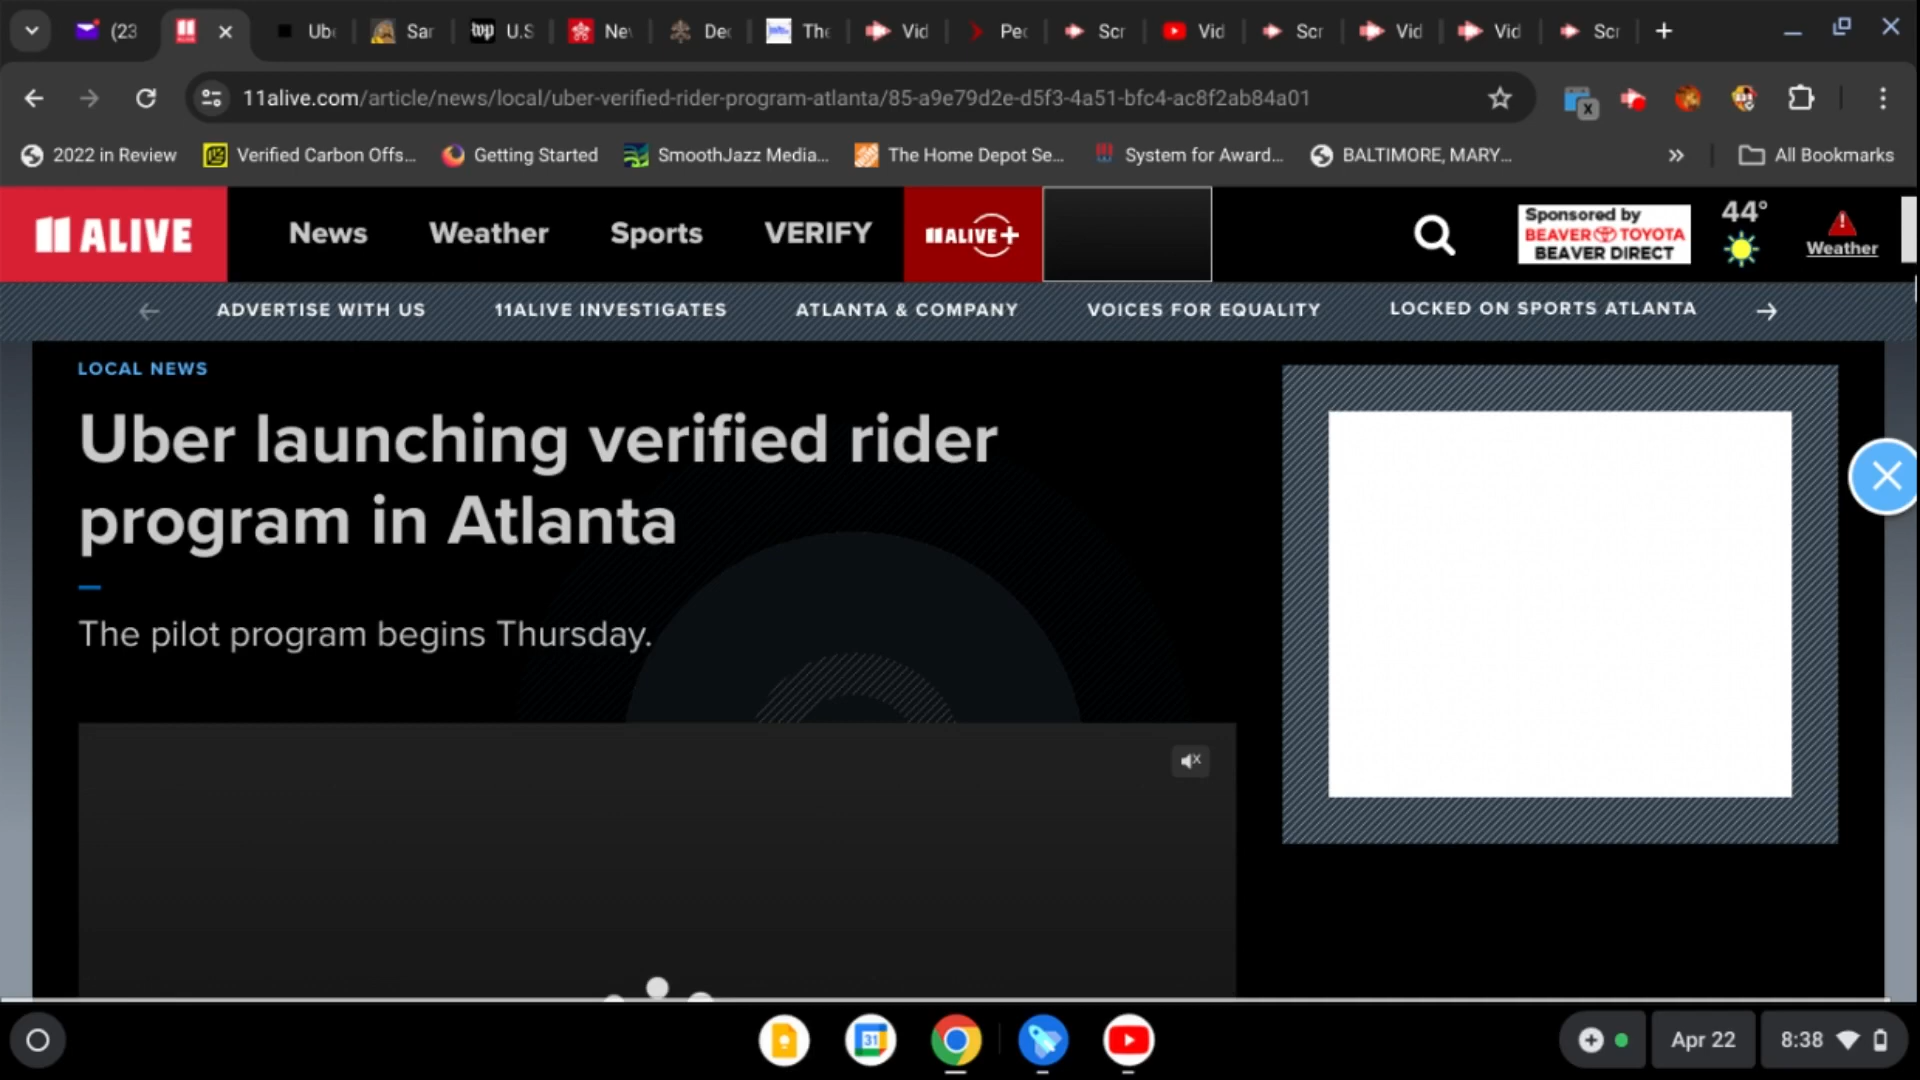 (23
Ub
Sar
wp U.S
Ne
De
The
Vid
Pe
Scr
Vid
Scr
Vid
Vid
Scr
11alive.com/article/news/local/uber-verified-rider-program-atlanta/85-a9e79d2e-d5f3-4a51-bfc4-ac8f2ab84a01
2022 in Review
Verified Carbon Offs...
Getting Started
SmoothJazz Media...
The Home Depot Se...
System for Award...
BALTIMORE, MARY...
All Bookmarks
11 ALIVE
News
Weather
Sports
VERIFY
11ALIVE+
Sponsored by
BEAVER TOYOTA
BEAVER DIRECT
44°
Weather
ADVERTISE WITH US
11ALIVE INVESTIGATES
ATLANTA & COMPANY
VOICES FOR EQUALITY
LOCKED ON SPORTS ATLANTA
LOCAL NEWS
Uber launching verified rider
program in Atlanta
The pilot program begins Thursday.
31
Apr 22
8:38